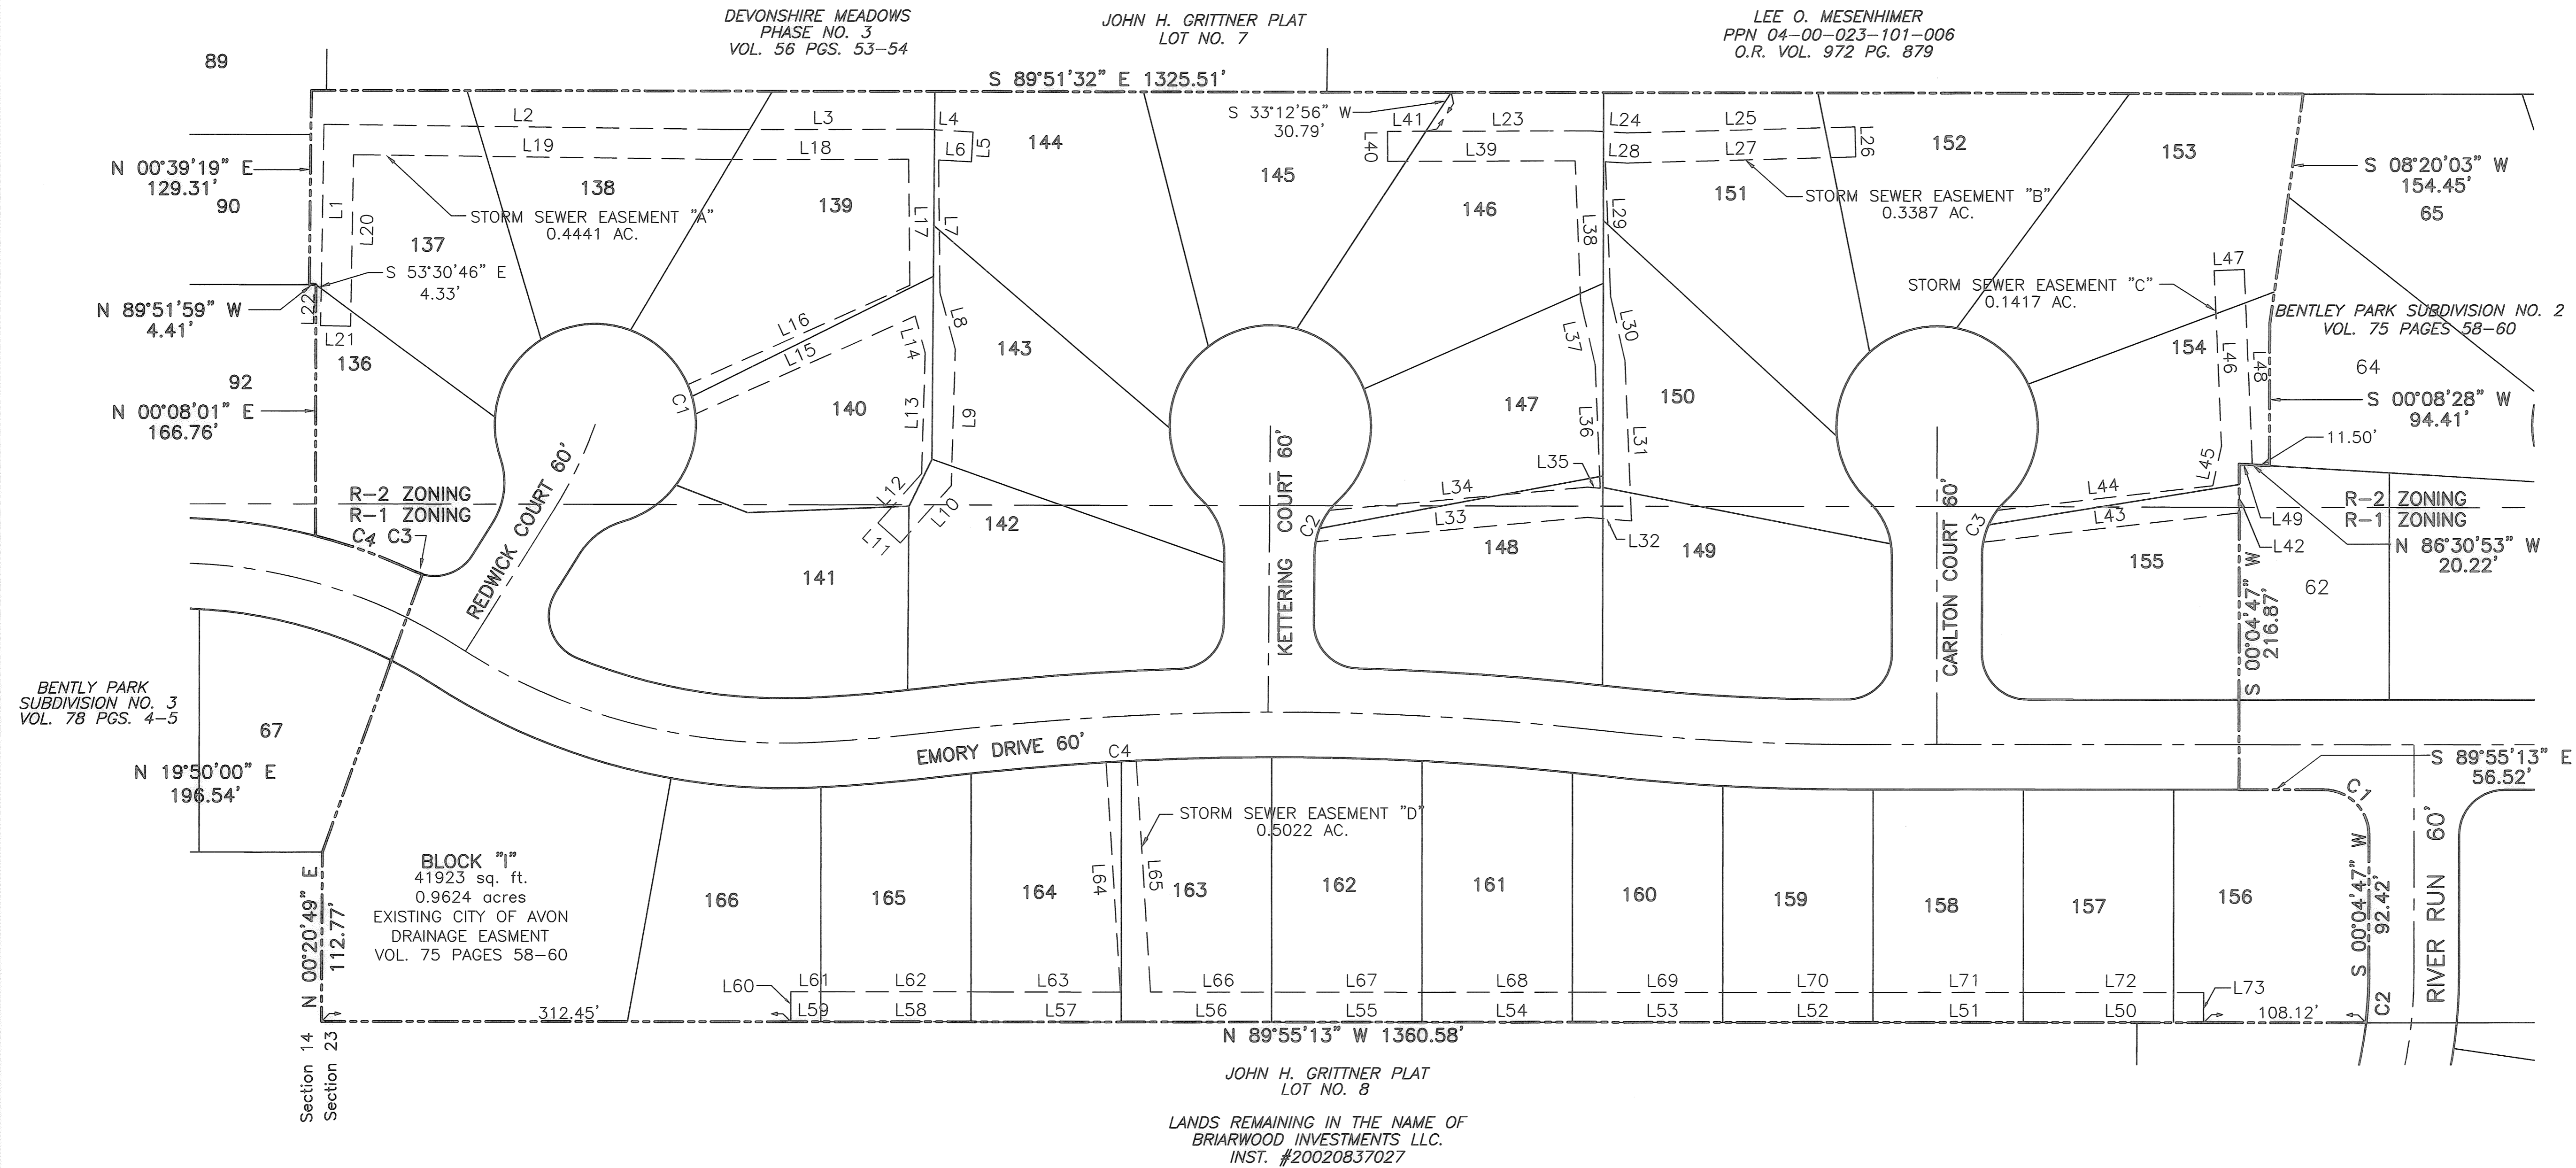 DEVONSHIRE MEADOWS
PHASE NO. 3
VOL. 56 PGS. 53-54
JOHN H. GRITTNER PLAT
LOT NO. 7
LEE O. MESENHIMER
PPN 04-00-023-101-006
O.R. VOL. 972 PG. 879
89
S 89°51'32" E 1325.51'
S 33°12'56" W
30.79'
L2
L3
L4
L5
L6
L19
L18
144
145
L41
L40
L23
L39
L24
L25
L26
L28
L27
152
153
N 00°39'19" E
129.31'
90
138
139
137
L1
L20
L17
L7
STORM SEWER EASEMENT "A"
0.4441 AC.
146
L38
L29
151
STORM SEWER EASEMENT "B"
0.3387 AC.
S 08°20'03" W
154.45'
65
S 53°30'46" E
4.33'
N 89°51'59" W
4.41'
L22
L21
136
L16
L15
L14
L8
143
L37
L30
STORM SEWER EASEMENT "C"
0.1417 AC.
L47
154
L46
L48
BENTLEY PARK SUBDIVISION NO. 2
VOL. 75 PAGES 58-60
64
92
N 00°08'01" E
166.76'
C1
140
L13
L9
147
L36
150
L31
S 00°08'28" W
94.41'
11.50'
R-2 ZONING
R-1 ZONING
C4 C3
REDWICK COURT 60'
L12
L11
L10
142
141
KETTERING COURT 60'
C2
L35
L34
L33
L32
148
149
CARLTON COURT 60'
C3
L45
L44
L43
155
L49
L42
R-2 ZONING
R-1 ZONING
N 86°30'53" W
20.22'
62
S 00°04'47" W
216.87'
BENTLY PARK
SUBDIVISION NO. 3
VOL. 78 PGS. 4-5
67
N 19°50'00" E
196.54'
EMORY DRIVE 60'
C4
S 89°55'13" E
56.52'
C1
STORM SEWER EASEMENT "D"
0.5022 AC.
BLOCK "I"
41923 sq. ft.
0.9624 acres
EXISTING CITY OF AVON
DRAINAGE EASMENT
VOL. 75 PAGES 58-60
N 00°20'49" E
112.77'
166
165
164
L64
L65
163
162
161
160
159
158
157
156
S 00°04'47" W
92.42'
C2
RIVER RUN 60'
L60
L61
L62
L63
L66
L67
L68
L69
L70
L71
L72
L73
312.45'
L59
L58
L57
L56
L55
L54
L53
L52
L51
L50
108.12'
N 89°55'13" W 1360.58'
Section 14
Section 23
JOHN H. GRITTNER PLAT
LOT NO. 8
LANDS REMAINING IN THE NAME OF
BRIARWOOD INVESTMENTS LLC.
INST. #20020837027